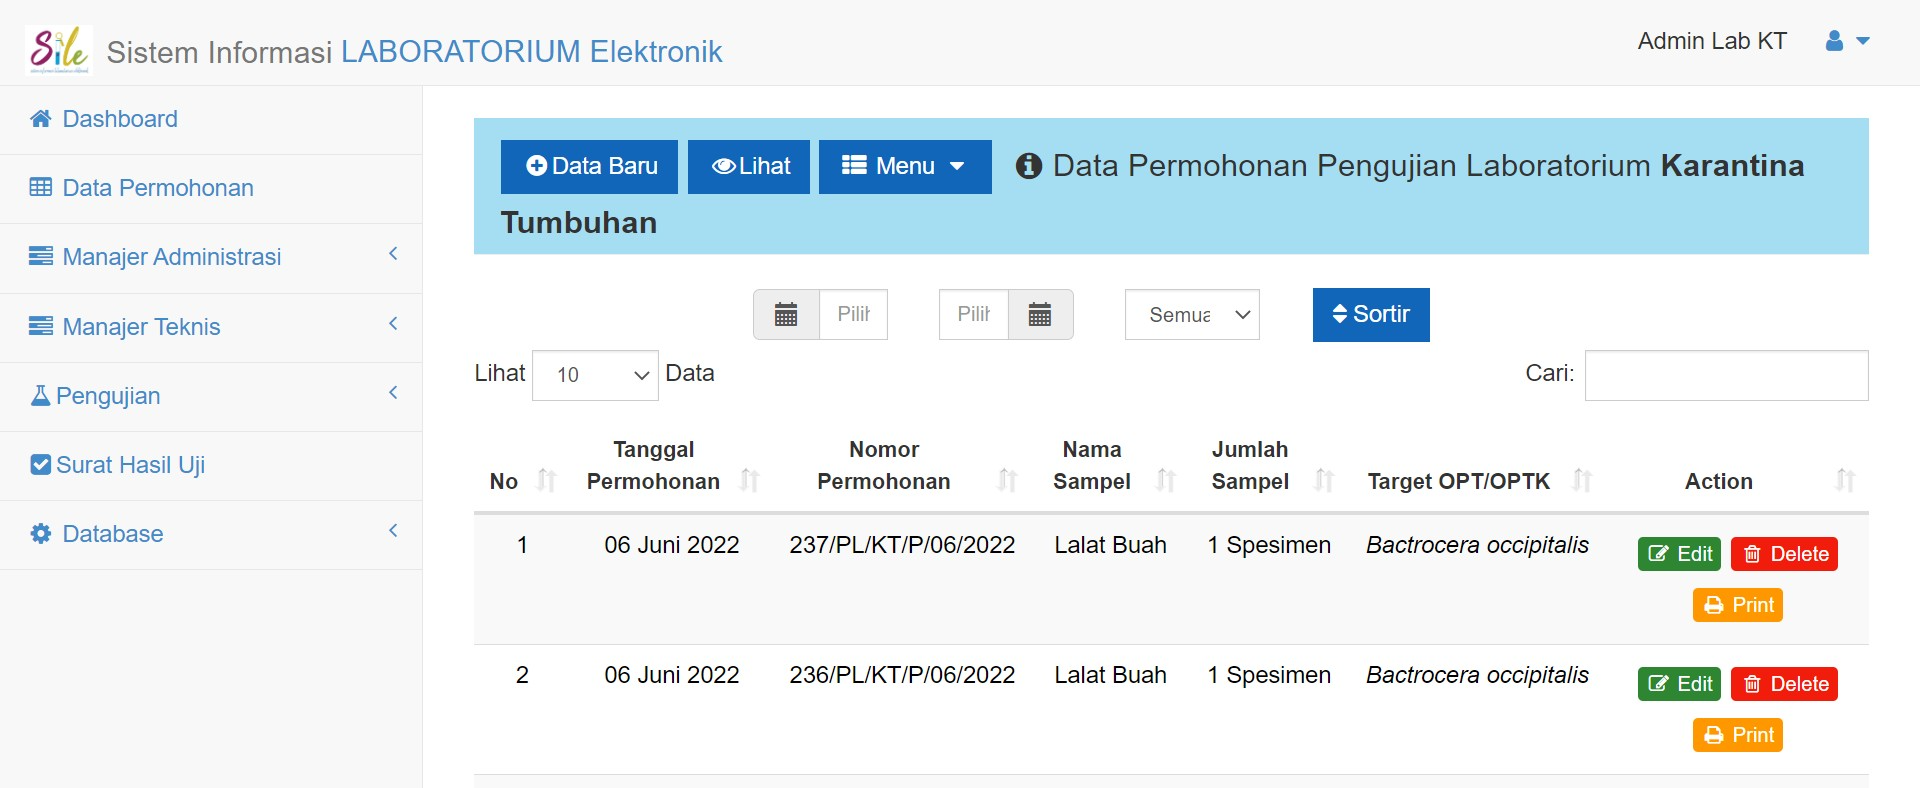 Sile
Sistem Informasi LABORATORIUM Elektronik
Admin Lab KT
Dashboard
Data Permohonan
Manajer Administrasi
Manajer Teknis
Pengujian
Surat Hasil Uji
Database
Data Baru
Lihat
Menu
Data Permohonan Pengujian Laboratorium Karantina
Tumbuhan
Pilih
Pilih
Semua
Sortir
Lihat 10 Data
Cari:
No
Tanggal
Permohonan
Nomor
Permohonan
Nama
Sampel
Jumlah
Sampel
Target OPT/OPTK
Action
1 06 Juni 2022 237/PL/KT/P/06/2022 Lalat Buah 1 Spesimen Bactrocera occipitalis Edit Delete
Print
2 06 Juni 2022 236/PL/KT/P/06/2022 Lalat Buah 1 Spesimen Bactrocera occipitalis Edit Delete
Print